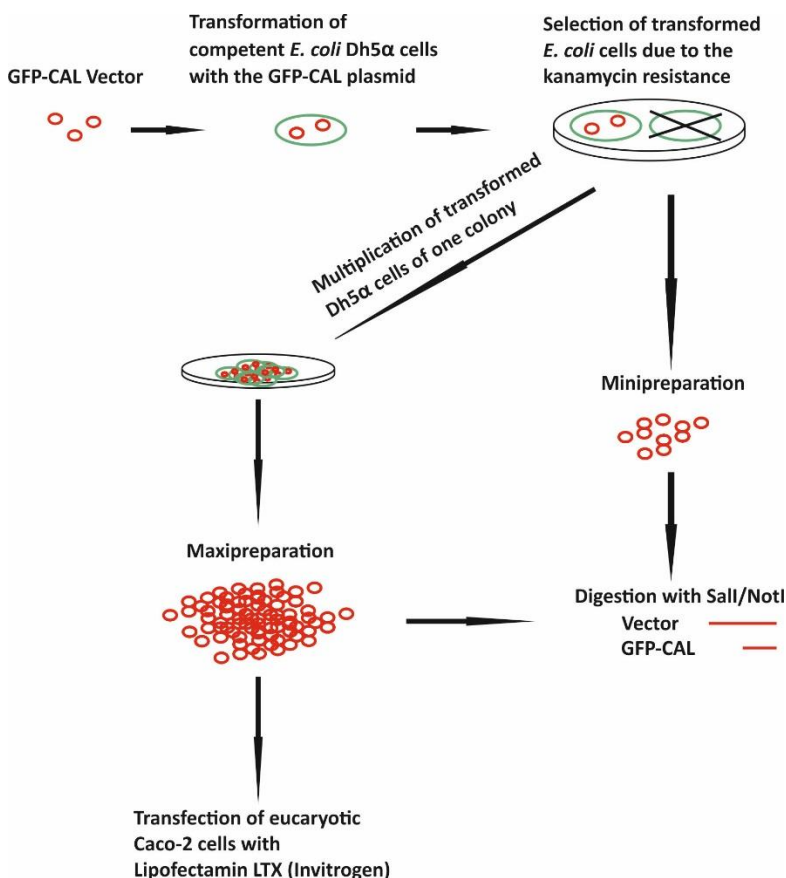 GFP-CAL Vector
Transformation of
competent E. coli Dh5α cells
with the GFP-CAL plasmid
Selection of transformed
E. coli cells due to the
kanamycin resistance
Multiplication of transformed
Dh5α cells of one colony
Minipreparation
Maxipreparation
Digestion with SalI/NotI
Vector
GFP-CAL
Transfection of eucaryotic
Caco-2 cells with
Lipofectamin LTX (Invitrogen)